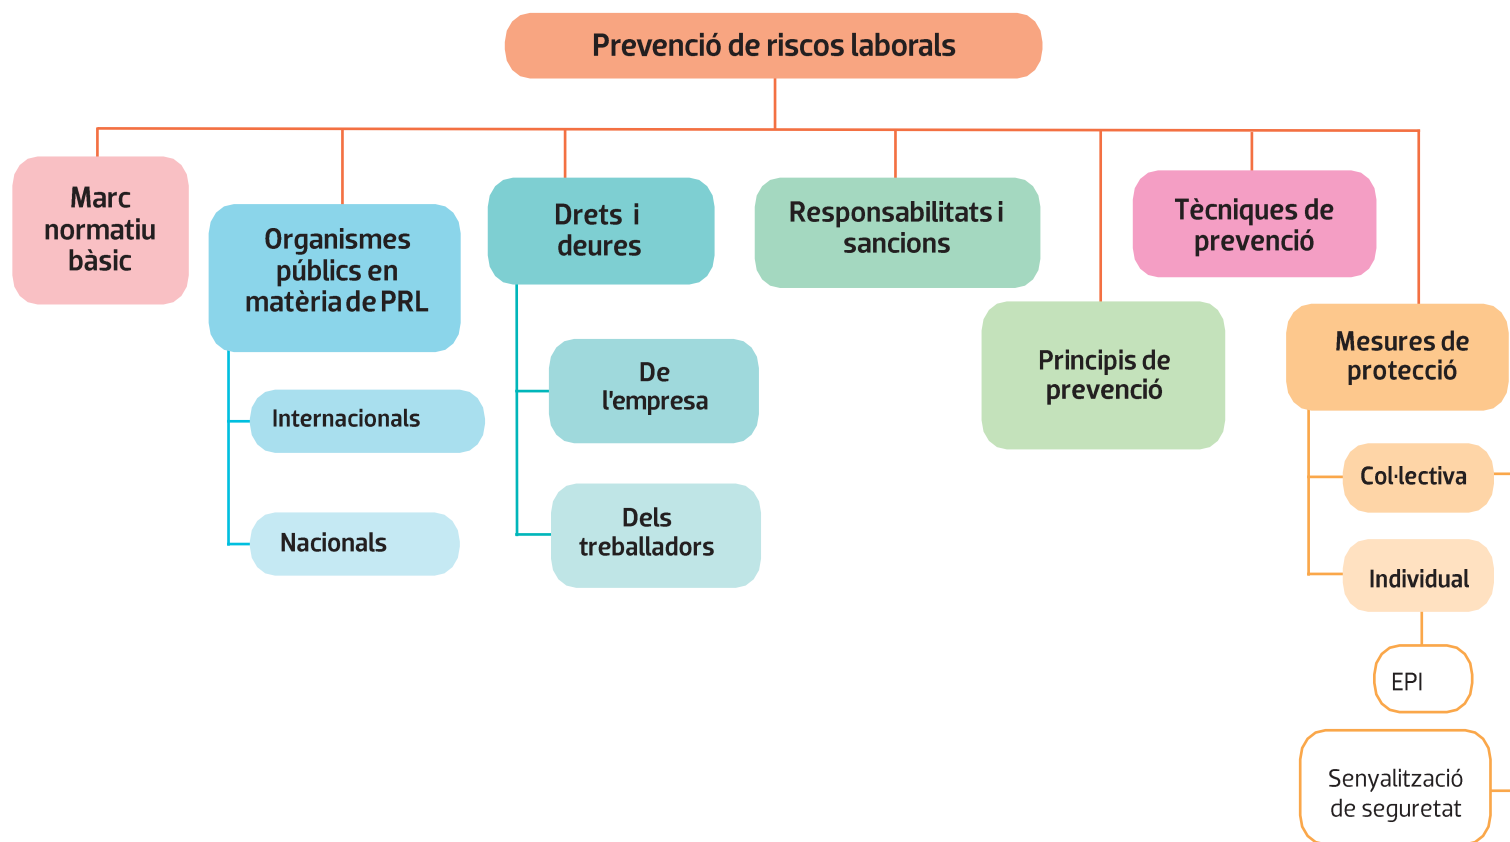 Prevenció de riscos laborals
Marc
normatiu
bàsic
Organismes
públics en
matèria de PRL
Internacionals
Nacionals
Drets i
deures
De
l'empresa
Dels
treballadors
Responsabilitats i
sancions
Principis de
prevenció
Tècniques de
prevenció
Mesures de
protecció
Col·lectiva
Individual
EPI
Senyalització
de seguretat